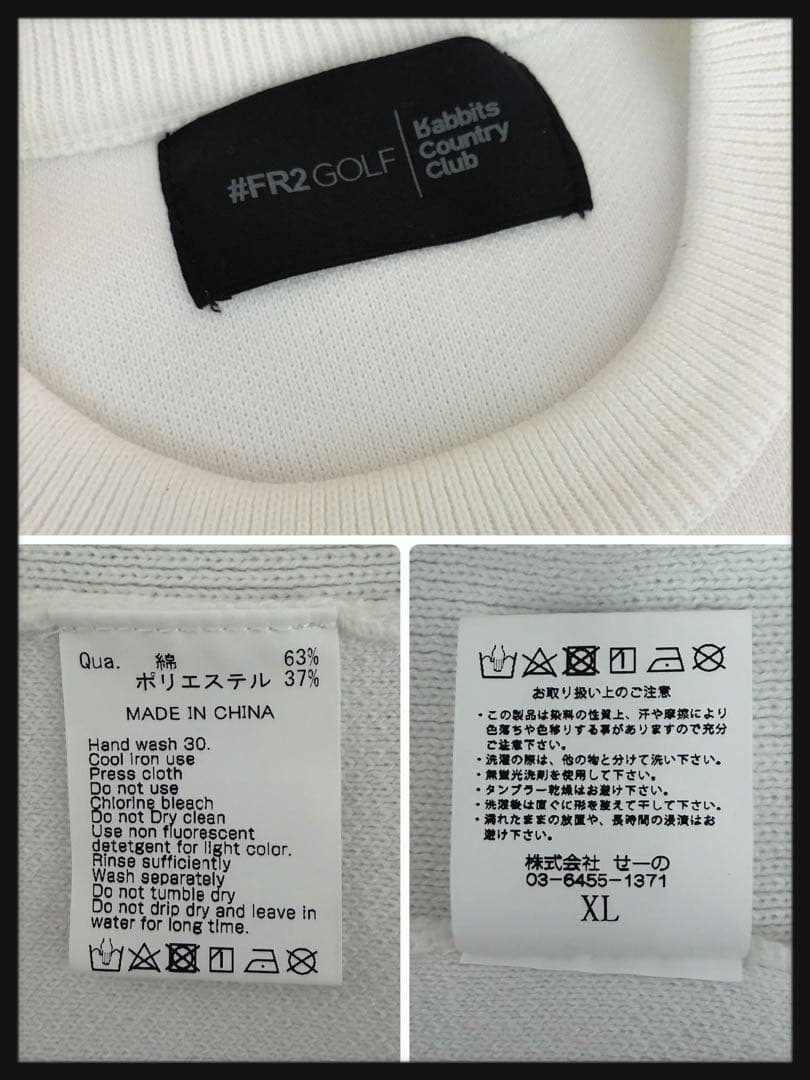 #FR2GOLF
Rabbits
Country
Club
Qua. 綿 63%
ポリエステル 37%
MADE IN CHINA
Hand wash 30.
Cool iron use
Press cloth
Do not use
Chlorine bleach
Do not Dry clean
Use non fluorescent
detetgent for light color.
Rinse sufficiently
Wash separately
Do not tumble dry
Do not drip dry and leave in
water for long time.
お取り扱い上のご注意
・この製品は染料の性質上、汗や摩擦により
色落ちや色移りする事がありますので充分
ご注意下さい。
・洗濯の際は、他の物と分けて洗い下さい。
・無蛍光洗剤を使用して下さい。
・タンブラー乾燥はお避け下さい。
・洗濯後は直ぐに形を整えて干して下さい。
・濡れたままの放置や、長時間の浸漬はお
避け下さい。
株式会社 せーの
03-6455-1371
XL